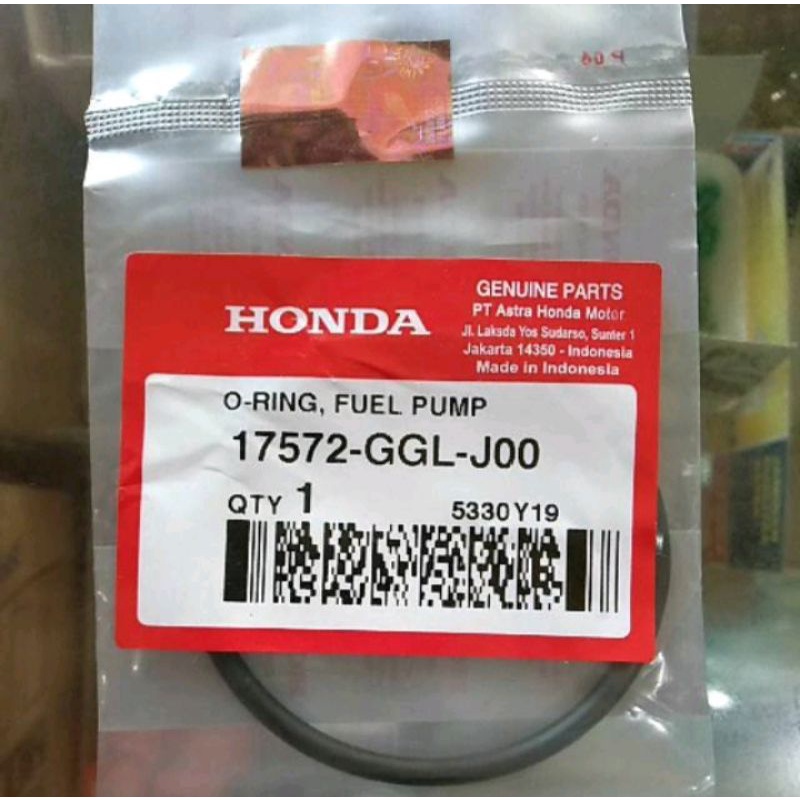 P 04
HONDA
GENUINE PARTS
PT Astra Honda Motor
Jl. Laksda Yos Sudarso, Sunter 1
Jakarta 14350 - Indonesia
Made in Indonesia
O-RING, FUEL PUMP
17572-GGL-J00
QTY 1
5330Y19